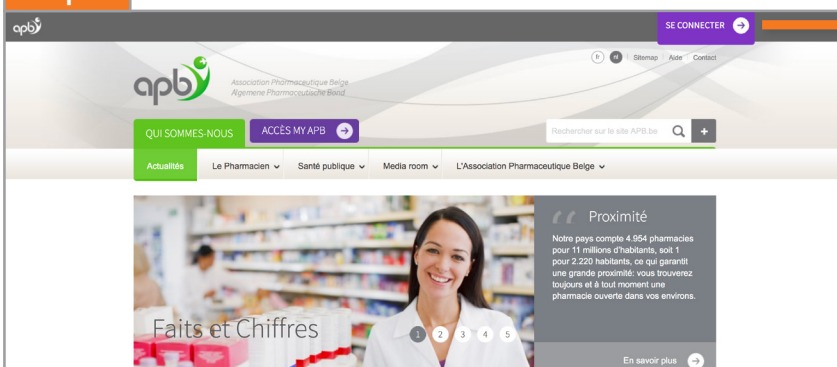 apb
SE CONNECTER
fr nl Sitemap Aide Contact
apb
Association Pharmaceutique Belge
Algemene Pharmaceutische Bond
QUI SOMMES-NOUS
ACCÈS MY APB
Rechercher sur le site APB.be
+
Actualités
Le Pharmacien
Santé publique
Media room
L'Association Pharmaceutique Belge
Proximité
Notre pays compte 4.954 pharmacies
pour 11 millions d'habitants, soit 1
pour 2.220 habitants, ce qui garantit
une grande proximité: vous trouverez
toujours et à tout moment une
pharmacie ouverte dans vos environs.
Faits et Chiffres
1 2 3 4 5
En savoir plus